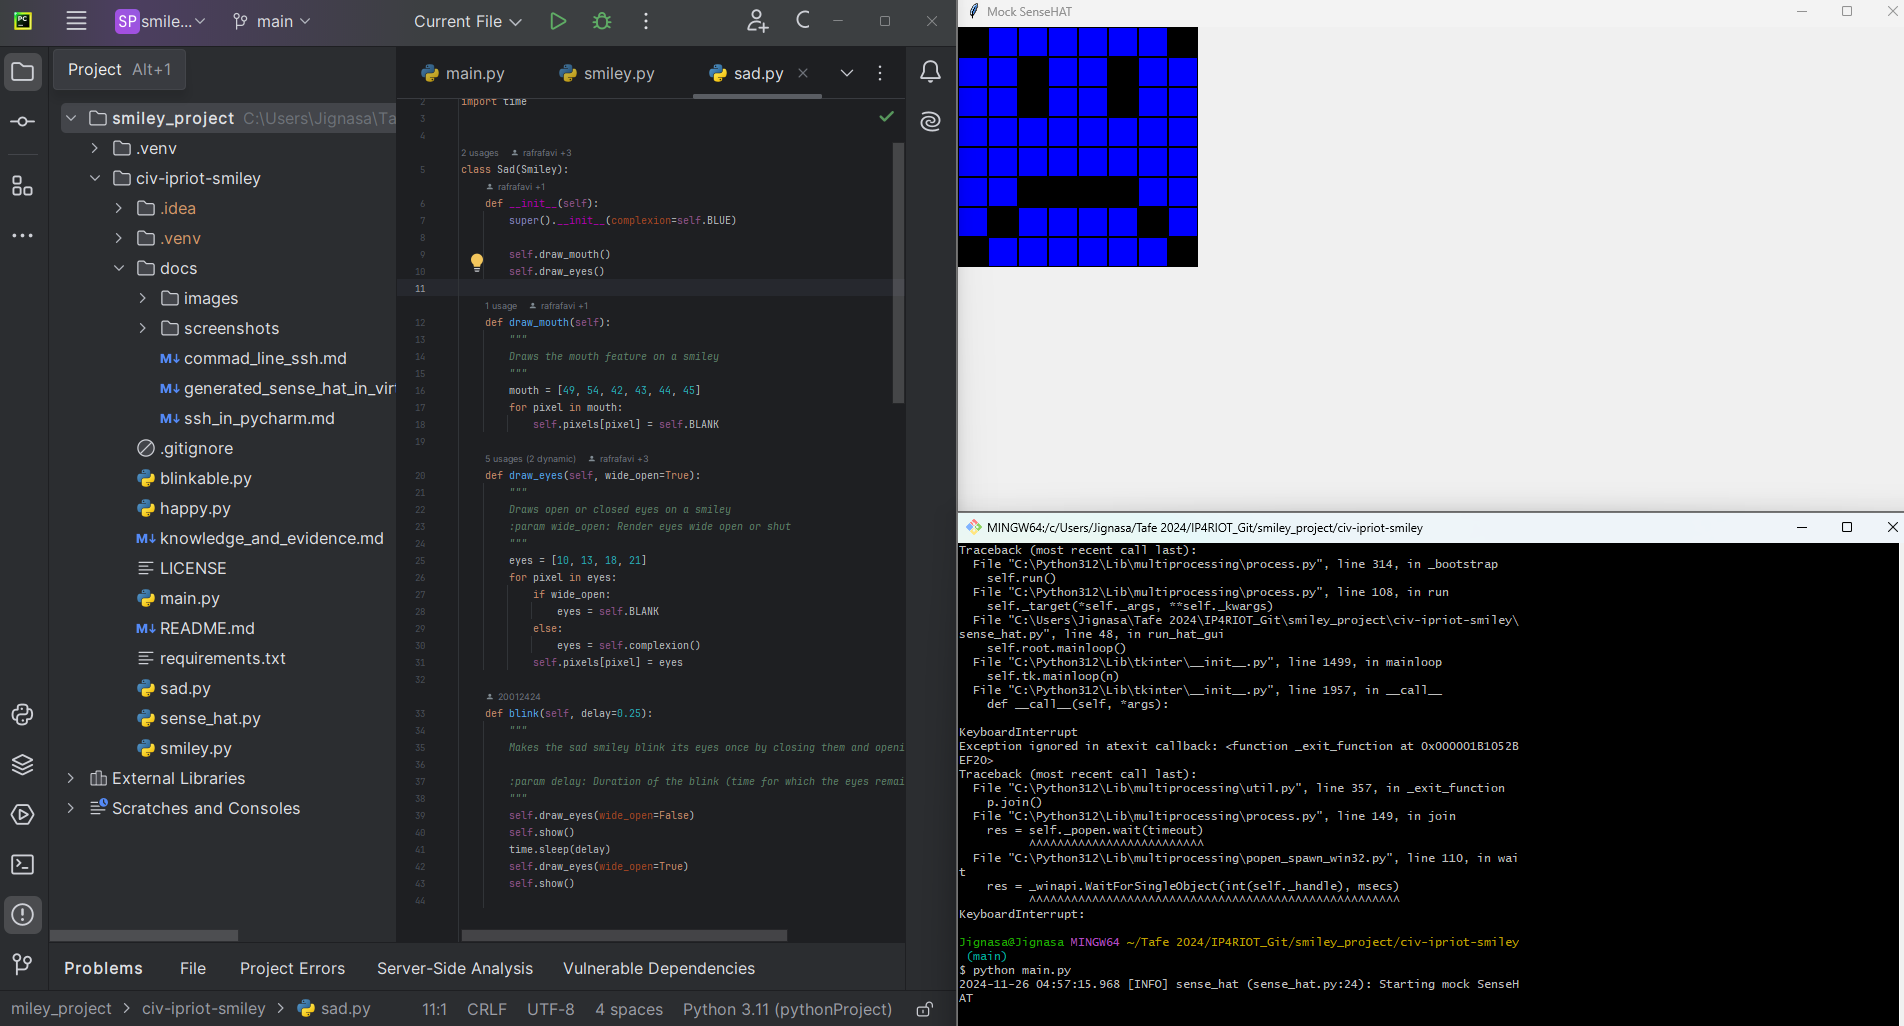 SP smile...
main
Current File
Project Alt+1
smiley_project C:\Users\Jignasa\Ta
.venv
civ-ipriot-smiley
.idea
.venv
docs
images
screenshots
M↓ commad_line_ssh.md
M↓ generated_sense_hat_in_virt
M↓ ssh_in_pycharm.md
.gitignore
blinkable.py
happy.py
M↓ knowledge_and_evidence.md
LICENSE
main.py
M↓ README.md
requirements.txt
sad.py
sense_hat.py
smiley.py
External Libraries
Scratches and Consoles
main.py
smiley.py
sad.py
2 import time
3
4
2 usages rafrafavi +3
5 class Sad(Smiley):
rafrafavi +1
6 def __init__(self):
7 super().__init__(complexion=self.BLUE)
8
9 self.draw_mouth()
10 self.draw_eyes()
11
1 usage rafrafavi +1
12 def draw_mouth(self):
13 """
14 Draws the mouth feature on a smiley
15 """
16 mouth = [49, 54, 42, 43, 44, 45]
17 for pixel in mouth:
18 self.pixels[pixel] = self.BLANK
19
5 usages (2 dynamic) rafrafavi +3
20 def draw_eyes(self, wide_open=True):
21 """
22 Draws open or closed eyes on a smiley
23 :param wide_open: Render eyes wide open or shut
24 """
25 eyes = [10, 13, 18, 21]
26 for pixel in eyes:
27 if wide_open:
28 eyes = self.BLANK
29 else:
30 eyes = self.complexion()
31 self.pixels[pixel] = eyes
32
20012424
33 def blink(self, delay=0.25):
34 """
35 Makes the sad smiley blink its eyes once by closing them and openi
36
37 :param delay: Duration of the blink (time for which the eyes remai
38 """
39 self.draw_eyes(wide_open=False)
40 self.show()
41 time.sleep(delay)
42 self.draw_eyes(wide_open=True)
43 self.show()
44
Problems File Project Errors Server-Side Analysis Vulnerable Dependencies
miley_project > civ-ipriot-smiley > sad.py 11:1 CRLF UTF-8 4 spaces Python 3.11 (pythonProject)
Mock SenseHAT
MINGW64:/c/Users/Jignasa/Tafe 2024/IP4RIOT_Git/smiley_project/civ-ipriot-smiley
Traceback (most recent call last):
File "C:\Python312\Lib\multiprocessing\process.py", line 314, in _bootstrap
self.run()
File "C:\Python312\Lib\multiprocessing\process.py", line 108, in run
self._target(*self._args, **self._kwargs)
File "C:\Users\Jignasa\Tafe 2024\IP4RIOT_Git\smiley_project\civ-ipriot-smiley\
sense_hat.py", line 48, in run_hat_gui
self.root.mainloop()
File "C:\Python312\Lib\tkinter\__init__.py", line 1499, in mainloop
self.tk.mainloop(n)
File "C:\Python312\Lib\tkinter\__init__.py", line 1957, in __call__
def __call__(self, *args):
KeyboardInterrupt
Exception ignored in atexit callback: <function _exit_function at 0x000001B1052B
EF20>
Traceback (most recent call last):
File "C:\Python312\Lib\multiprocessing\util.py", line 357, in _exit_function
p.join()
File "C:\Python312\Lib\multiprocessing\process.py", line 149, in join
res = self._popen.wait(timeout)
^^^^^^^^^^^^^^^^^^^^^^^^^
File "C:\Python312\Lib\multiprocessing\popen_spawn_win32.py", line 110, in wai
t
res = _winapi.WaitForSingleObject(int(self._handle), msecs)
^^^^^^^^^^^^^^^^^^^^^^^^^^^^^^^^^^^^^^^^^^^^^^^^^^^^^
KeyboardInterrupt:
Jignasa@Jignasa MINGW64 ~/Tafe 2024/IP4RIOT_Git/smiley_project/civ-ipriot-smiley
(main)
$ python main.py
2024-11-26 04:57:15.968 [INFO] sense_hat (sense_hat.py:24): Starting mock SenseH
AT